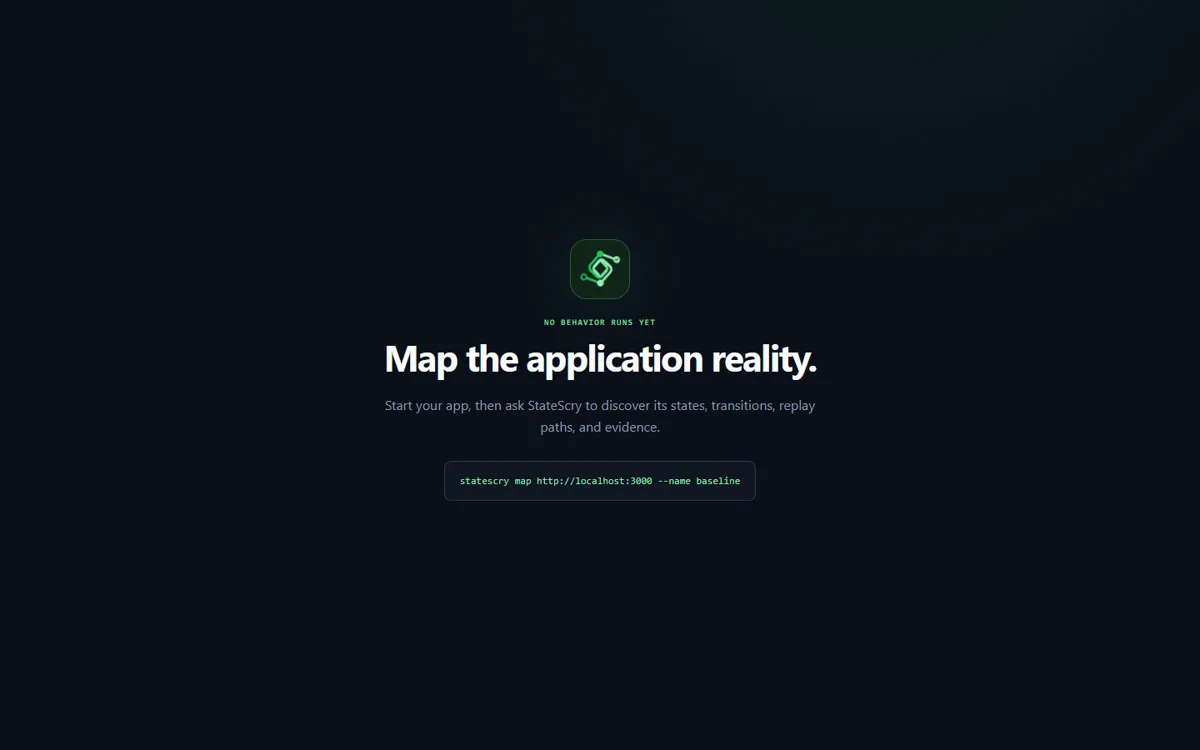 NO BEHAVIOR RUNS YET
Map the application reality.
Start your app, then ask StateScry to discover its states, transitions, replay
paths, and evidence.
statescry map http://localhost:3000 --name baseline